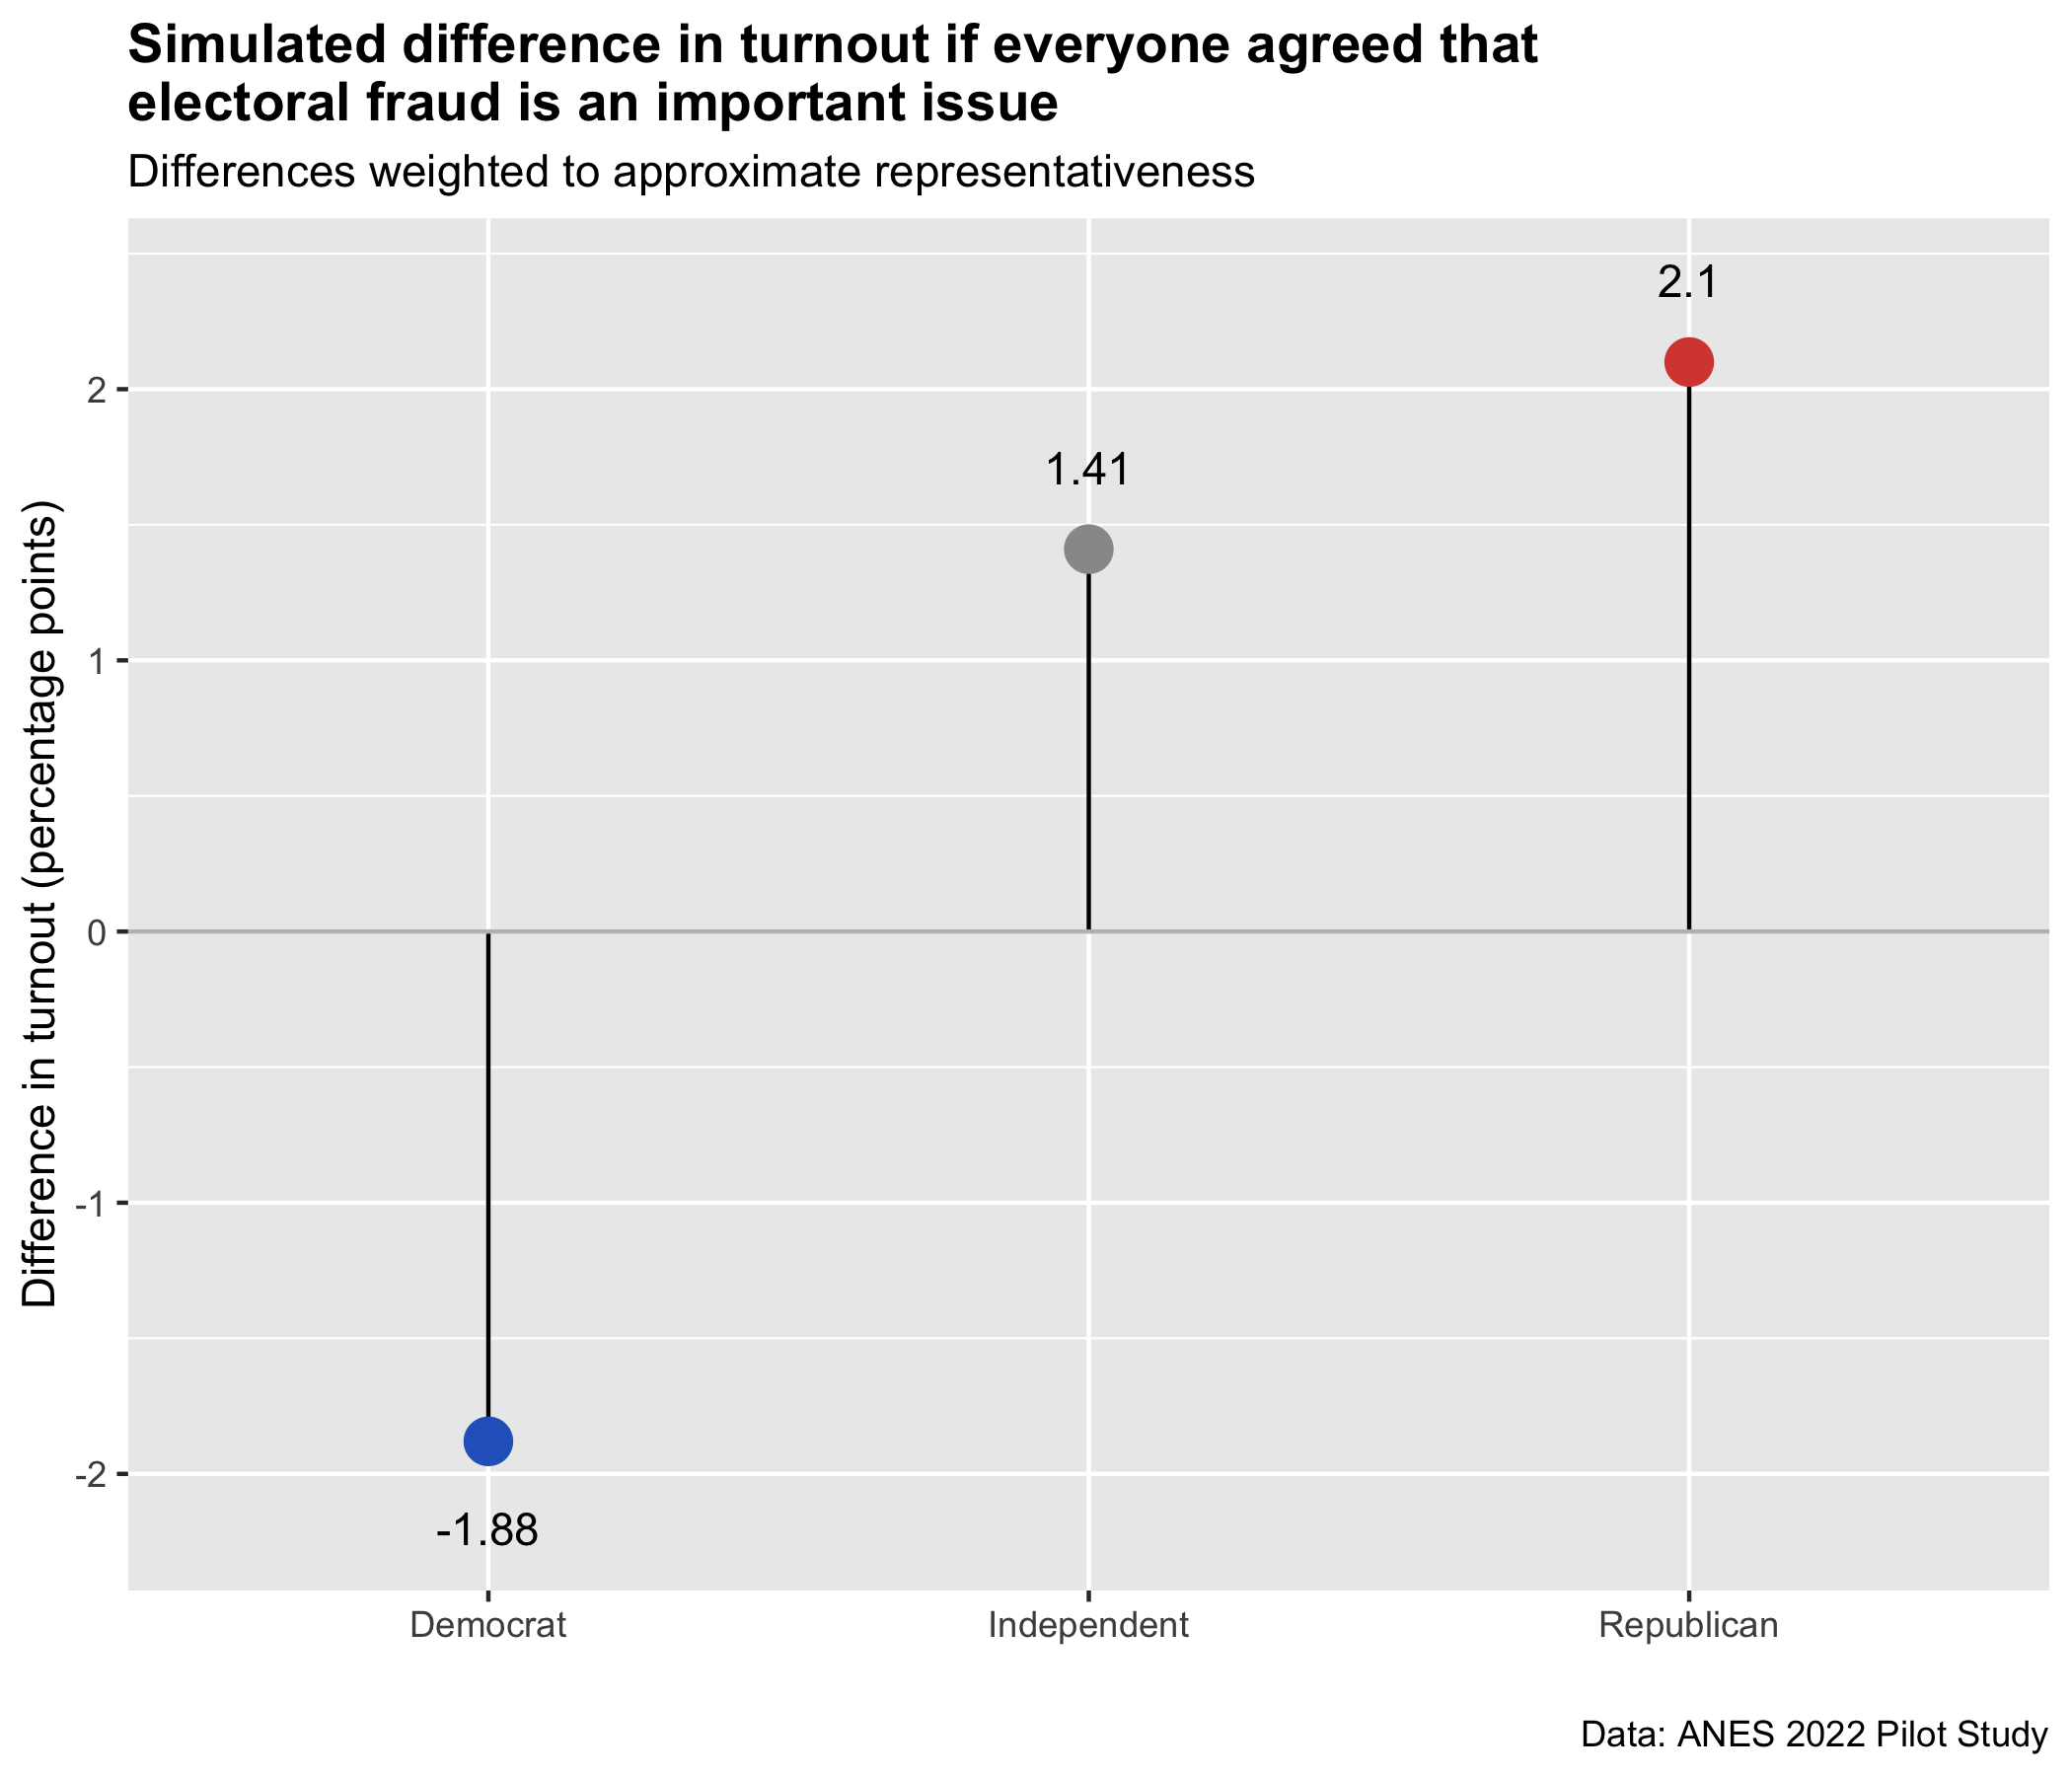 Simulated difference in turnout if everyone agreed that
electoral fraud is an important issue
Differences weighted to approximate representativeness
Difference in turnout (percentage points)
2
1
0
-1
-2
2.1
1.41
-1.88
Democrat
Independent
Republican
Data: ANES 2022 Pilot Study